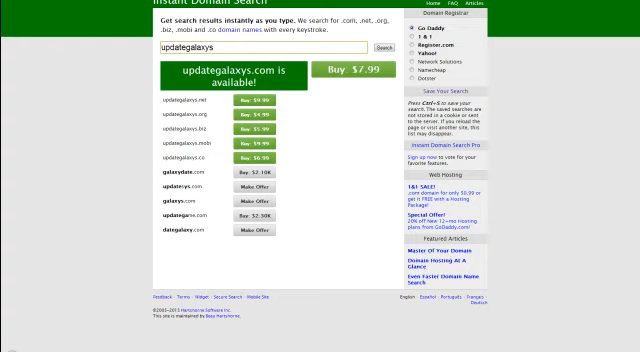 Instant Domain Search
Home FAQ Articles
Get search results instantly as you type. We search for .com, .net, .org,
.biz, .mobi and .co domain names with every keystroke.
updategalaxys
Search
updategalaxys.com is
available!
Buy $7.99
updategalaxys.net Buy: $9.99
updategalaxys.org Buy: $4.99
updategalaxys.biz Buy: $5.99
updategalaxys.mobi Buy: $9.99
updategalaxys.co Buy: $6.99
galaxydate.com Buy: $2.10K
updatesys.com Make Offer
galaxys.com Make Offer
updategame.com Buy: $2.30K
dategalaxy.com Make Offer
Domain Registrar
Go Daddy
1 & 1
Register.com
Yahoo!
Network Solutions
Namecheap
Dotster
Save Your Search
Press Ctrl+S to save your
search. The saved searches are
not stored in a cookie or sent
to the server. If you reload the
page or visit another site, this
list may disappear.
Instant Domain Search Pro
Sign up now to vote for your
favorite features.
Web Hosting
1&1 SALE!
.com domain for only $0.99 or
get it FREE with a Hosting
Package!
Special Offer!
20% off New 12+mo Hosting
plans from GoDaddy.com!
Featured Articles
Master Of Your Domain
Domain Hosting At A
Glance
Even Faster Domain Name
Search
Feedback · Terms · Widget · Secure Search · Mobile Site
English · Español · Português · Français ·
Deutsch
©2005-2013 Hartshorne Software Inc.
This site is maintained by Beau Hartshorne.